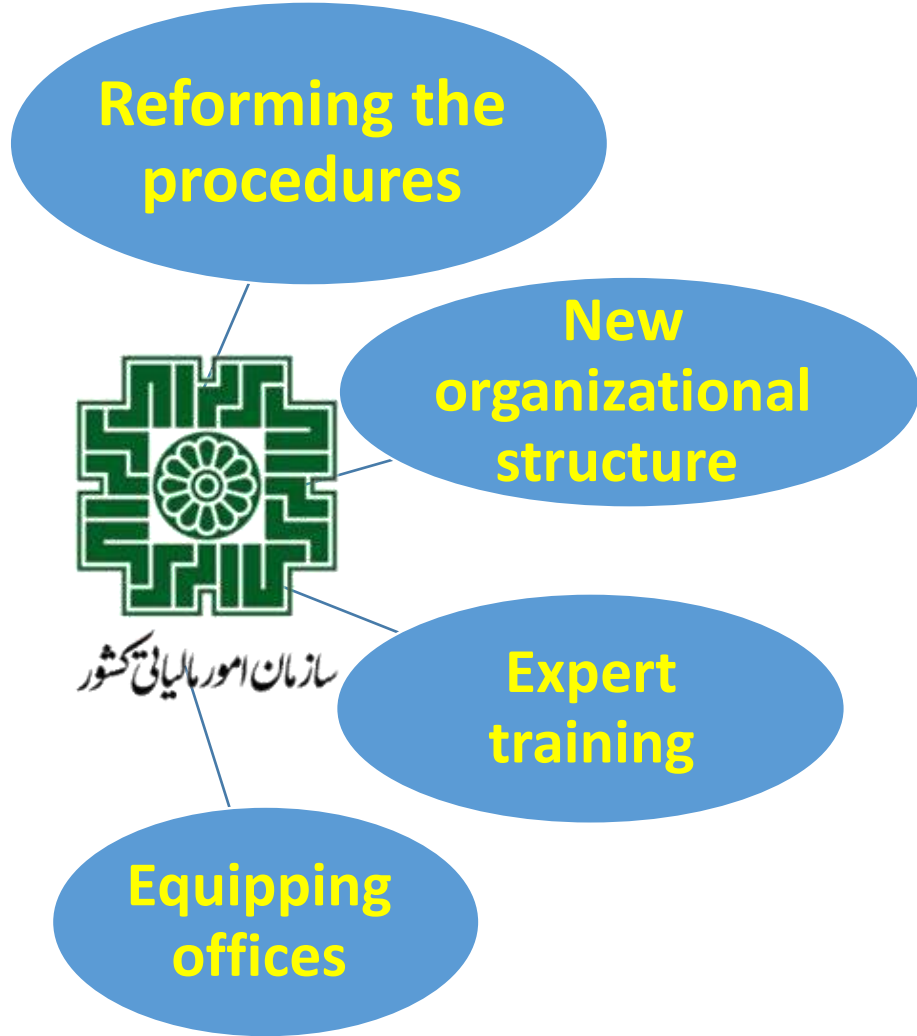 Reforming the
procedures
New
organizational
structure
سازمان امور مالیاتی کشور
Expert
training
Equipping
offices